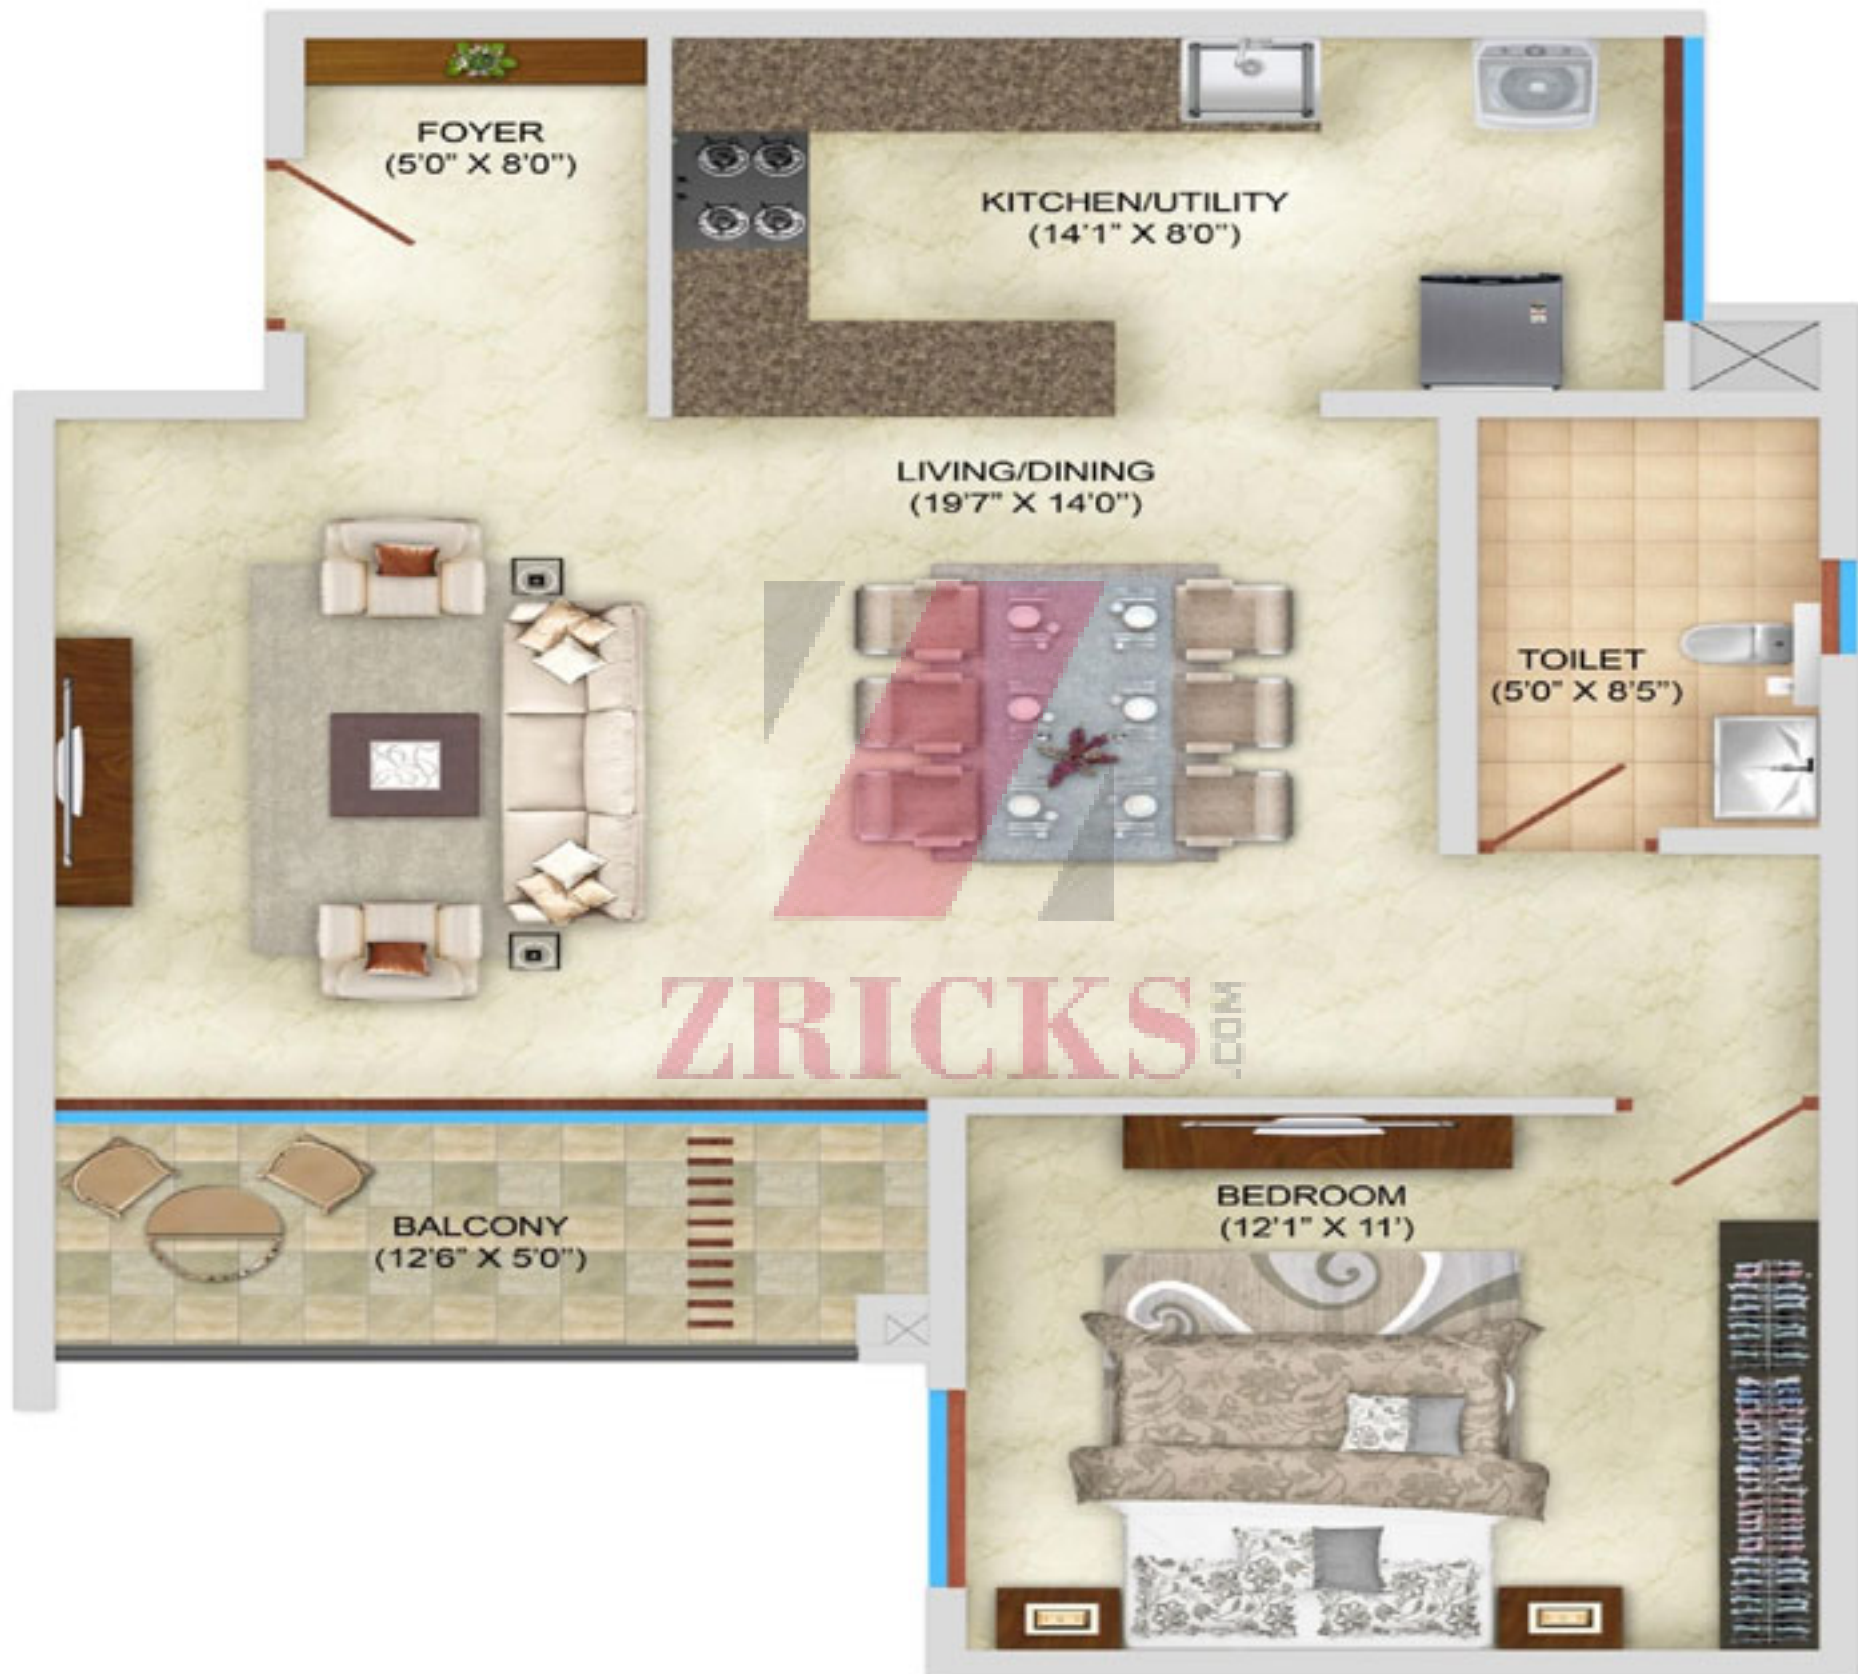 FOYER
(5'0" X 8'0")
KITCHEN/UTILITY
(14'1" X 8'0")
LIVING/DINING
(19'7" X 14'0")
TOILET
(5'0" X 8'5")
ZRICKS
.COM
BALCONY
(12'6" X 5'0")
BEDROOM
(12'1" X 11')